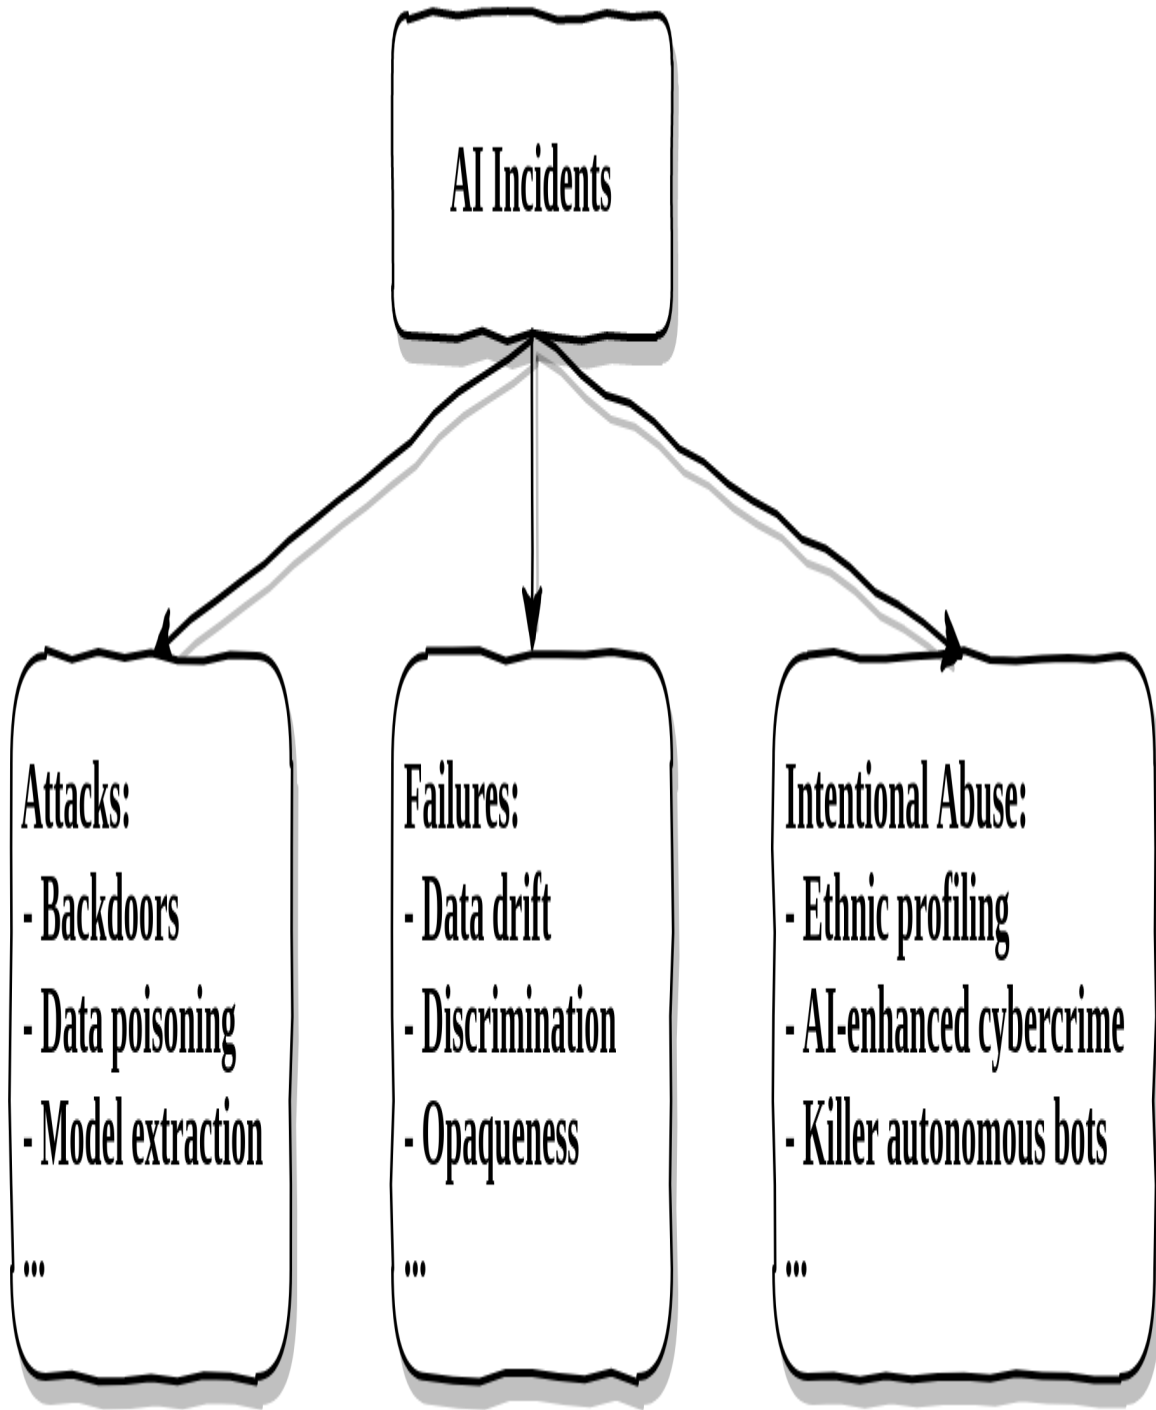 AI Incidents
Attacks:
- Backdoors
- Data poisoning
- Model extraction
...
Failures:
- Data drift
- Discrimination
- Opaqueness
...
Intentional Abuse:
- Ethnic profiling
- AI-enhanced cybercrime
- Killer autonomous bots
...